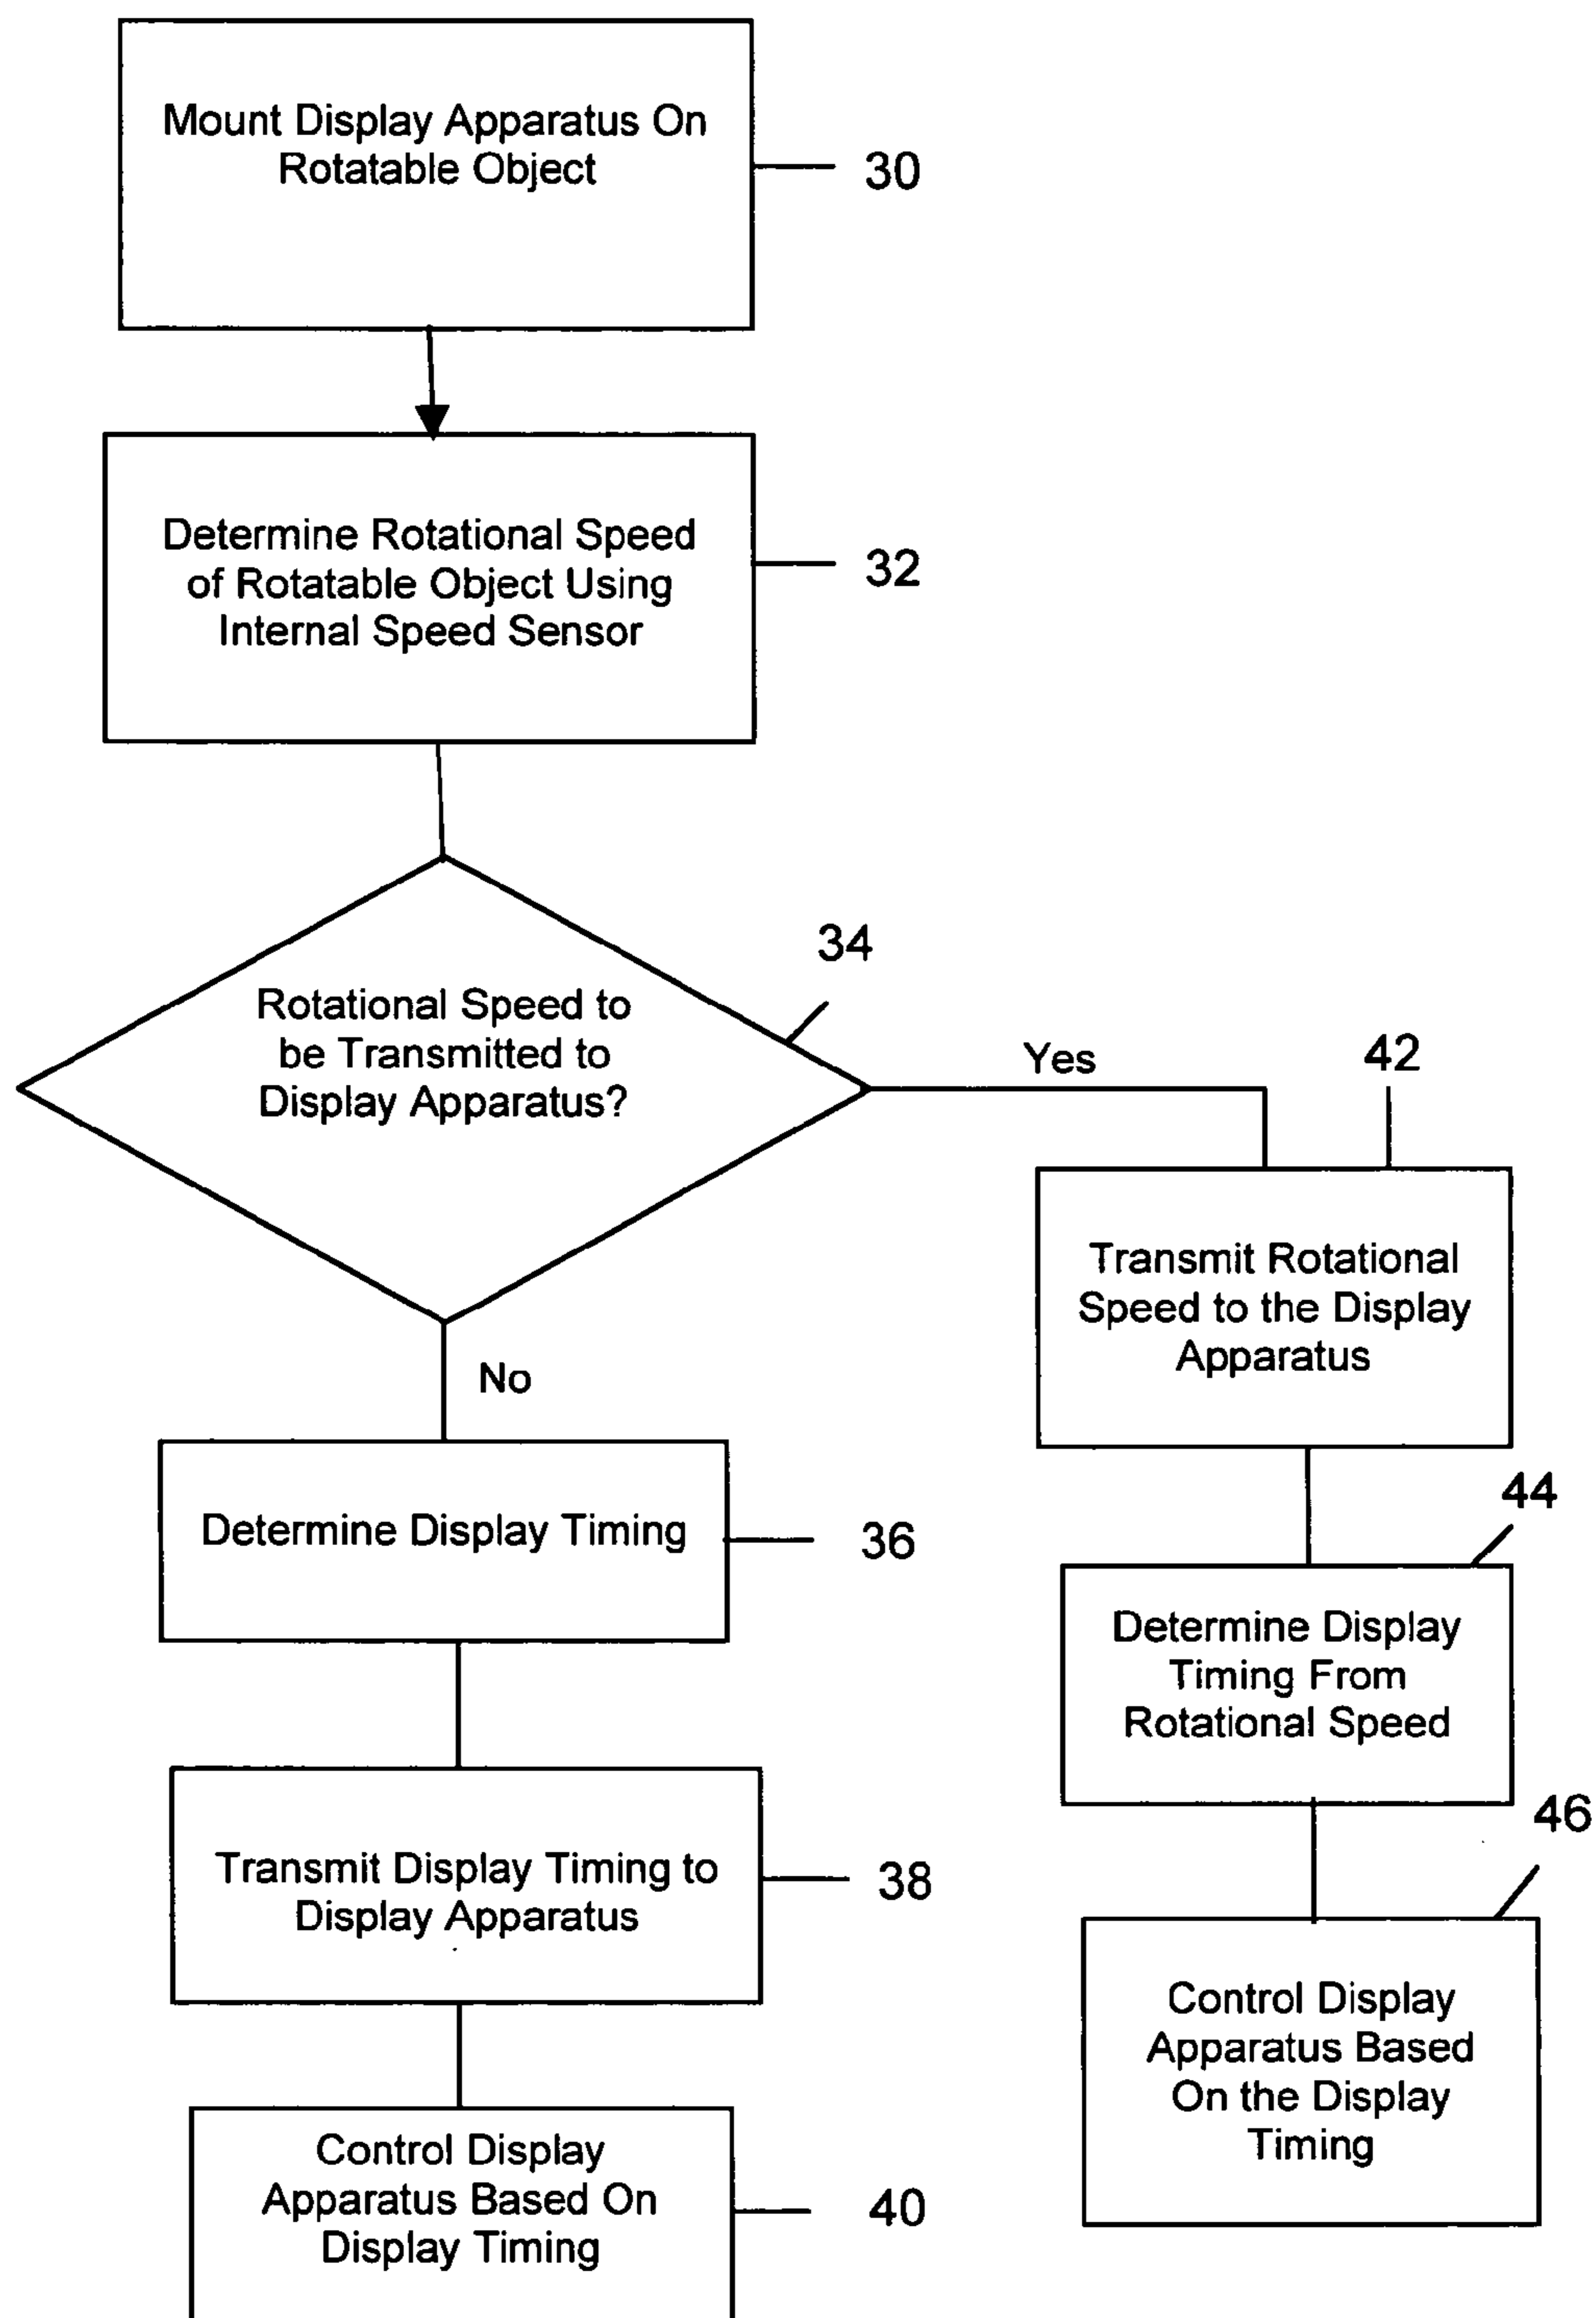 Mount Display Apparatus On
Rotatable Object
30
Determine Rotational Speed
of Rotatable Object Using
Internal Speed Sensor
32
34
Rotational Speed to
be Transmitted to
Display Apparatus?
Yes
42
Transmit Rotational
Speed to the Display
Apparatus
No
Determine Display Timing
36
44
Determine Display
Timing From
Rotational Speed
Transmit Display Timing to
Display Apparatus
38
46
Control Display
Apparatus Based
On the Display
Timing
Control Display
Apparatus Based On
Display Timing
40